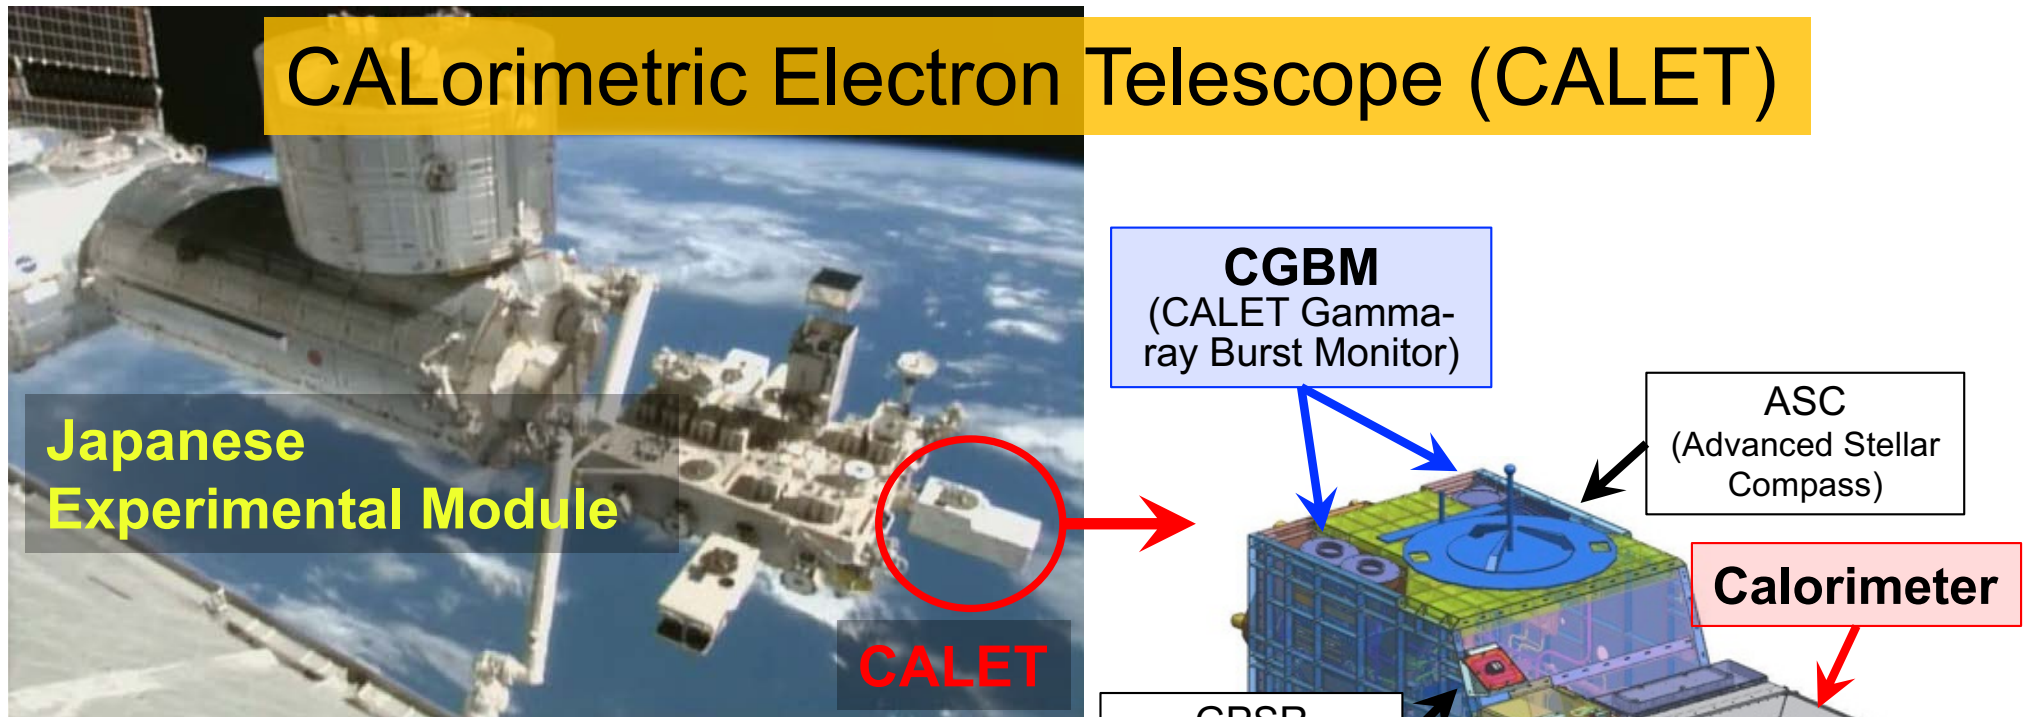 CALorimetric Electron Telescope (CALET)
CGBM
(CALET Gamma-
ray Burst Monitor)
ASC
(Advanced Stellar
Compass)
Japanese
Experimental Module
Calorimeter
CALET